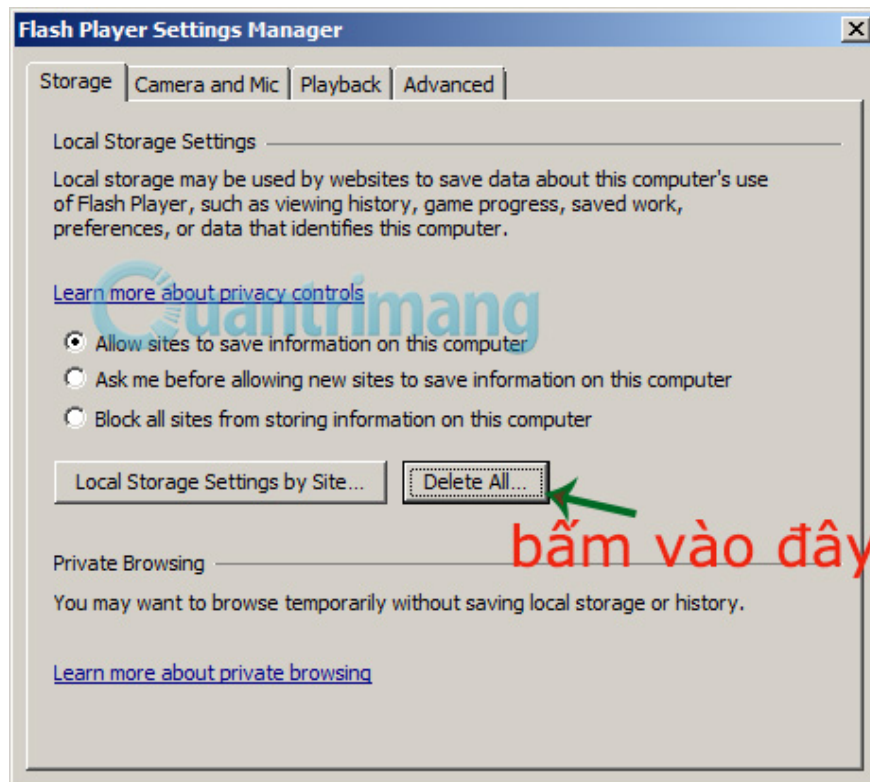 Flash Player Settings Manager
Storage Camera and Mic Playback Advanced
Local Storage Settings
Local storage may be used by websites to save data about this computer's use
of Flash Player, such as viewing history, game progress, saved work,
preferences, or data that identifies this computer.
Learn more about privacy controls
Quantrimang
Allow sites to save information on this computer
Ask me before allowing new sites to save information on this computer
Block all sites from storing information on this computer
Local Storage Settings by Site... Delete All...
bấm vào đây
Private Browsing
You may want to browse temporarily without saving local storage or history.
Learn more about private browsing